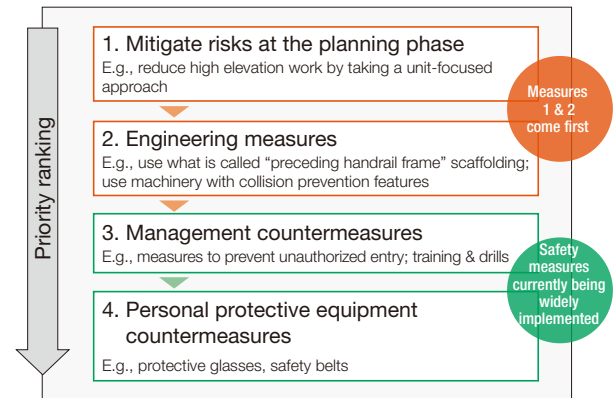 Priority ranking
1. Mitigate risks at the planning phase
E.g., reduce high elevation work by taking a unit-focused
approach
Measures
1 & 2
come first
2. Engineering measures
E.g., use what is called “preceding handrail frame” scaffolding;
use machinery with collision prevention features
3. Management countermeasures
E.g., measures to prevent unauthorized entry; training & drills
Safety
measures
currently being
widely
implemented
4. Personal protective equipment
countermeasures
E.g., protective glasses, safety belts